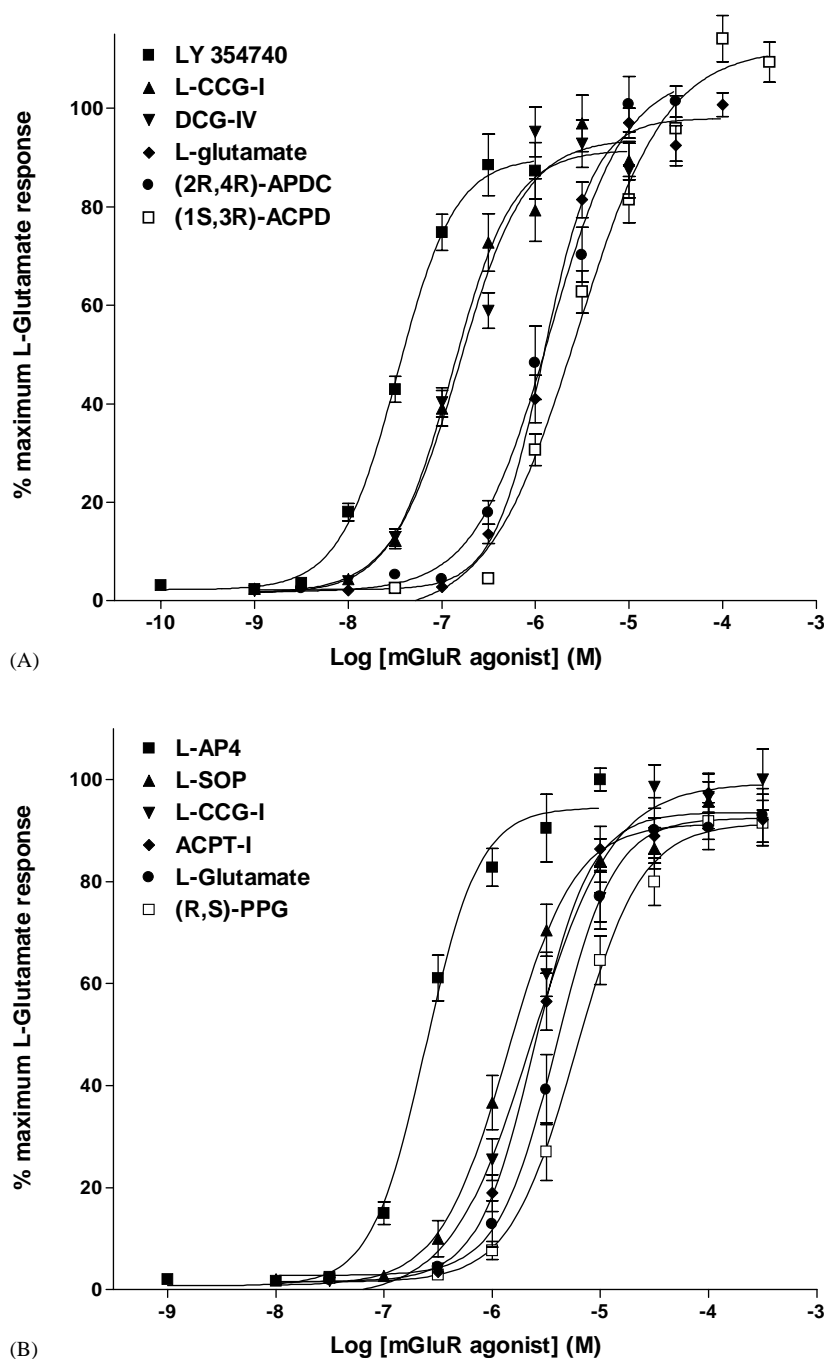 LY 354740
L-CCG-I
DCG-IV
L-glutamate
(2R,4R)-APDC
(1S,3R)-ACPD
% maximum L-Glutamate response
100
80
60
40
20
0
-10 -9 -8 -7 -6 -5 -4 -3
Log [mGluR agonist] (M)
(A)
L-AP4
L-SOP
L-CCG-I
ACPT-I
L-Glutamate
(R,S)-PPG
% maximum L-Glutamate response
100
80
60
40
20
0
-9 -8 -7 -6 -5 -4 -3
Log [mGluR agonist] (M)
(B)